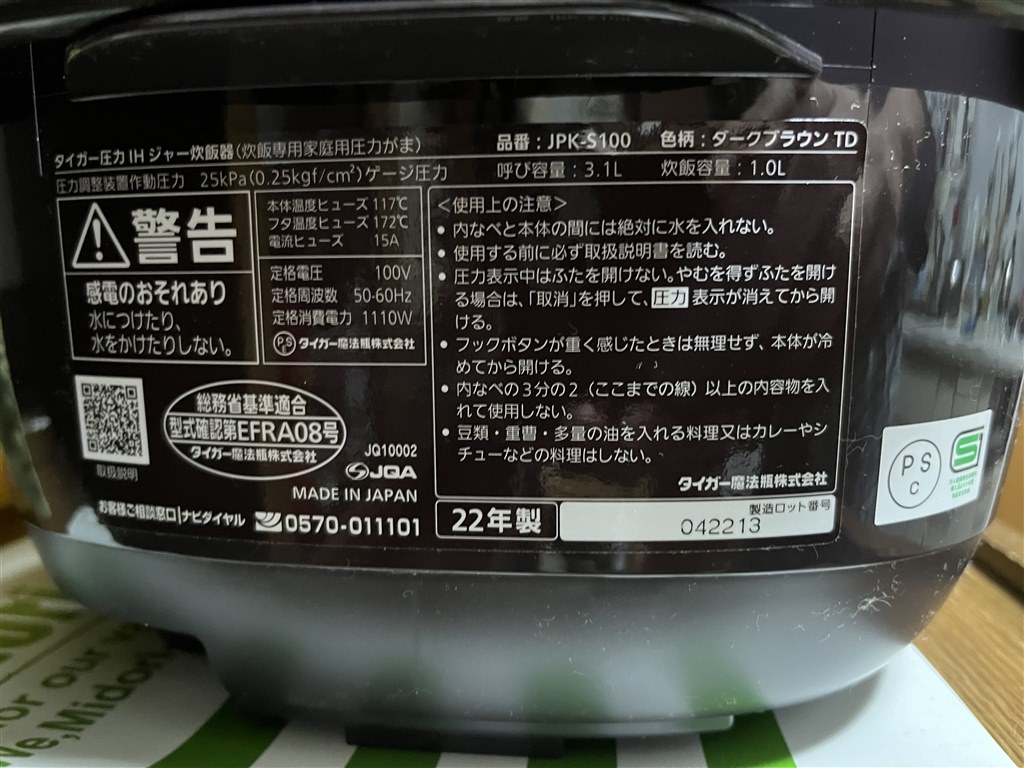 タイガー圧力IHジャー炊飯器(炊飯専用家庭用圧力がま)
品番：JPK-S100 色柄：ダークブラウンTD
圧力調整装置作動圧力 25kPa(0.25kgf/cm²)ゲージ圧力
呼び容量：3.1L 炊飯容量：1.0L
警告
感電のおそれあり
水につけたり、
水をかけたりしない。
本体温度ヒューズ 117℃
フタ温度ヒューズ 172℃
電流ヒューズ 15A
定格電圧 100V
定格周波数 50-60Hz
定格消費電力 1110W
PS タイガー魔法瓶株式会社
＜使用上の注意＞
• 内なべと本体の間には絶対に水を入れない。
• 使用する前に必ず取扱説明書を読む。
• 圧力表示中はふたを開けない。やむを得ずふたを開け
る場合は、「取消」を押して、圧力表示が消えてから開
ける。
• フックボタンが重く感じたときは無理せず、本体が冷
めてから開ける。
• 内なべの3分の2（ここまでの線）以上の内容物を入
れて使用しない。
• 豆類・重曹・多量の油を入れる料理又はカレーやシ
チューなどの料理はしない。
タイガー魔法瓶株式会社
取扱説明
総務省基準適合
型式確認第EFRA08号
タイガー魔法瓶株式会社
JQ10002
JQA
MADE IN JAPAN
お客様ご相談窓口|ナビダイヤル 0570-011101
22年製
製造ロット番号
042213
PS
C
S
or our
we, Midori